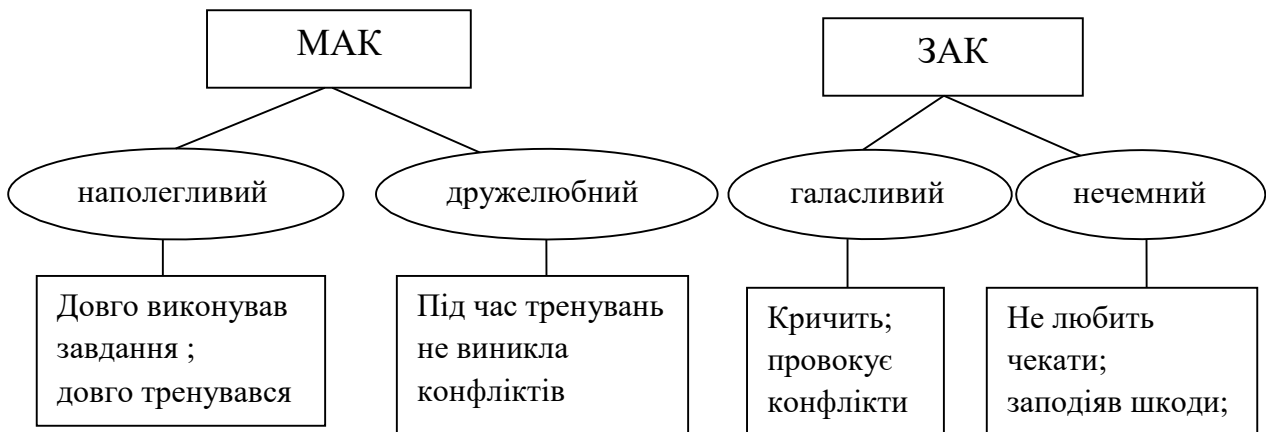 МАК
ЗАК
наполегливий
дружелюбний
галасливий
нечемний
Довго виконував
завдання ;
довго тренувався
Під час тренувань
не виникла
конфліктів
Кричить;
провокує
конфлікти
Не любить
чекати;
заподіяв шкоди;